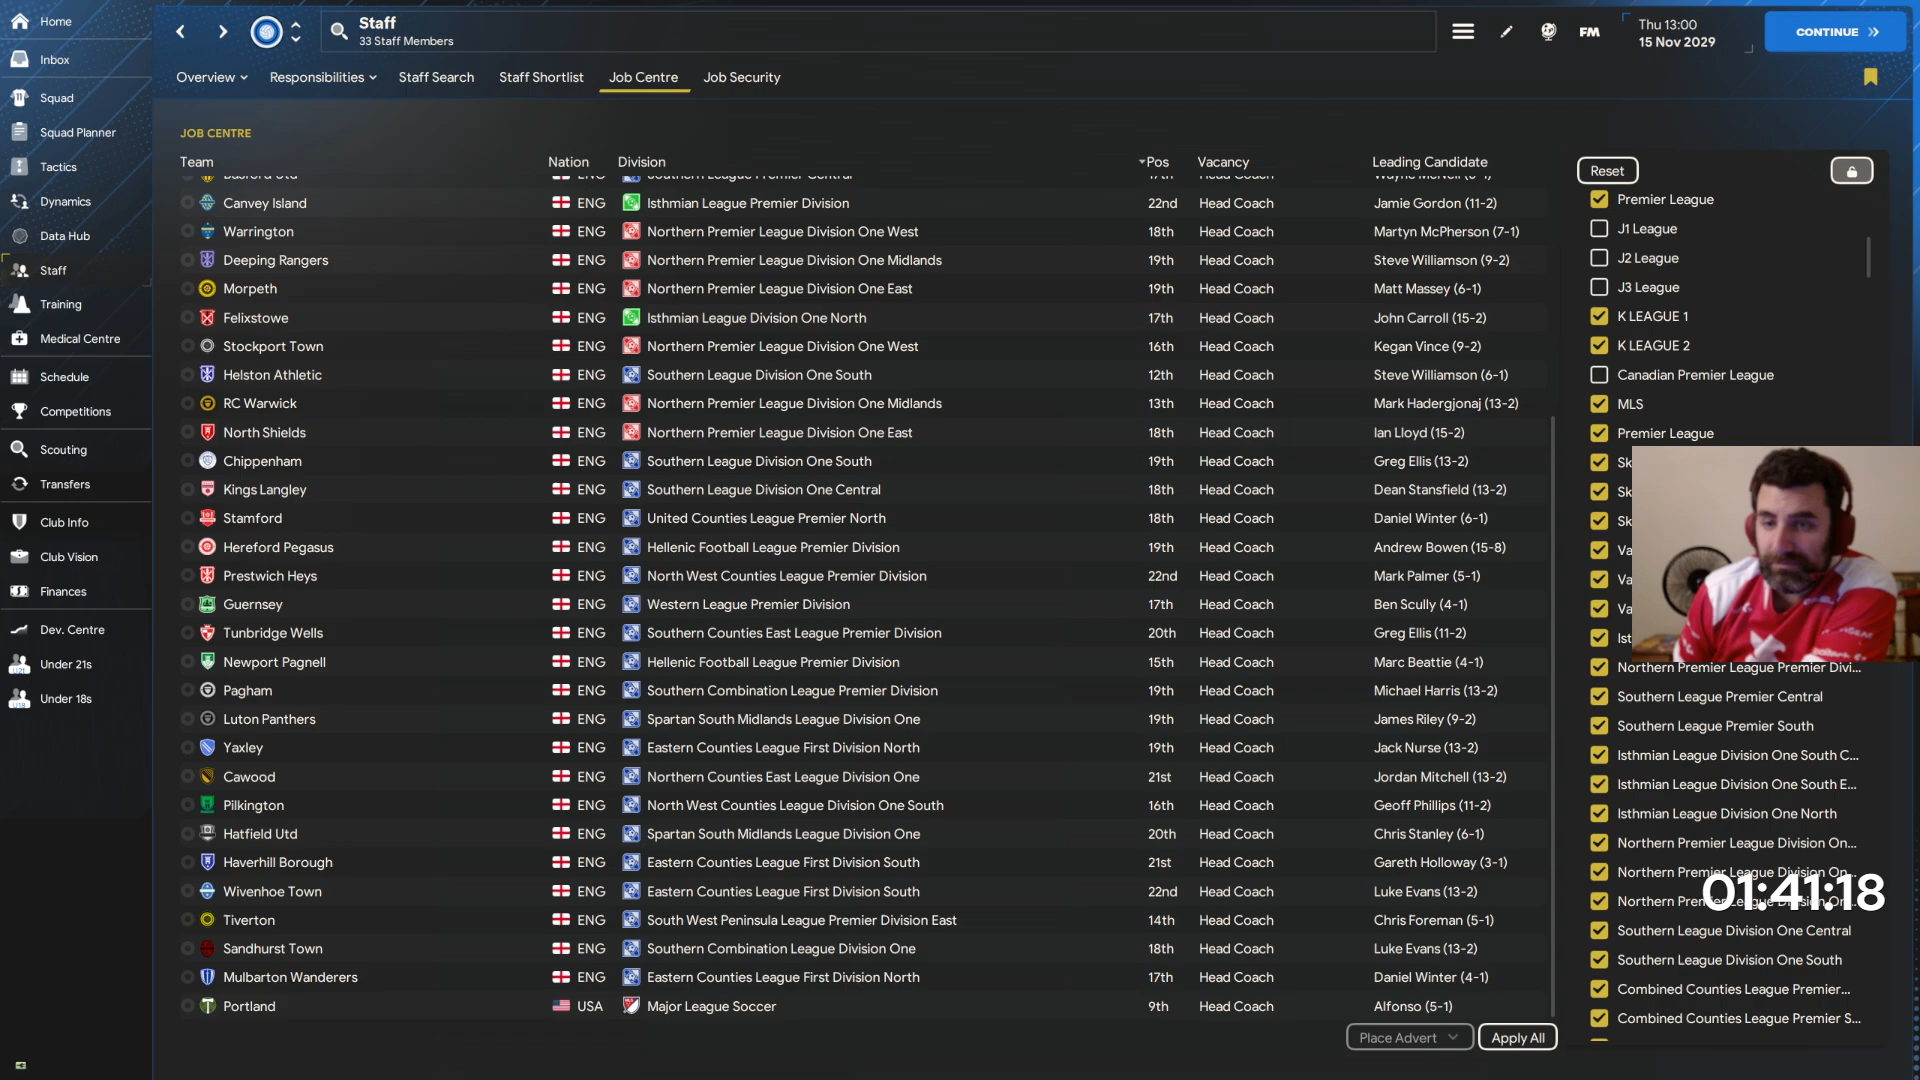 Home
Inbox
Squad
Squad Planner
Tactics
Dynamics
Data Hub
Staff
Training
Medical Centre
Schedule
Competitions
Scouting
Transfers
Club Info
Club Vision
Finances
Dev. Centre
Under 21s
Under 18s
Staff
33 Staff Members
FM
Thu 13:00
15 Nov 2029
CONTINUE
Overview Responsibilities Staff Search Staff Shortlist Job Centre Job Security
JOB CENTRE
Team Nation Division Pos Vacancy Leading Candidate
Canvey Island ENG Isthmian League Premier Division 22nd Head Coach Jamie Gordon (11-2)
Warrington ENG Northern Premier League Division One West 18th Head Coach Martyn McPherson (7-1)
Deeping Rangers ENG Northern Premier League Division One Midlands 19th Head Coach Steve Williamson (9-2)
Morpeth ENG Northern Premier League Division One East 19th Head Coach Matt Massey (6-1)
Felixstowe ENG Isthmian League Division One North 17th Head Coach John Carroll (15-2)
Stockport Town ENG Northern Premier League Division One West 16th Head Coach Kegan Vince (9-2)
Helston Athletic ENG Southern League Division One South 12th Head Coach Steve Williamson (6-1)
RC Warwick ENG Northern Premier League Division One Midlands 13th Head Coach Mark Hadergjonaj (13-2)
North Shields ENG Northern Premier League Division One East 18th Head Coach Ian Lloyd (15-2)
Chippenham ENG Southern League Division One South 19th Head Coach Greg Ellis (13-2)
Kings Langley ENG Southern League Division One Central 18th Head Coach Dean Stansfield (13-2)
Stamford ENG United Counties League Premier North 18th Head Coach Daniel Winter (6-1)
Hereford Pegasus ENG Hellenic Football League Premier Division 19th Head Coach Andrew Bowen (15-8)
Prestwich Heys ENG North West Counties League Premier Division 22nd Head Coach Mark Palmer (5-1)
Guernsey ENG Western League Premier Division 17th Head Coach Ben Scully (4-1)
Tunbridge Wells ENG Southern Counties East League Premier Division 20th Head Coach Greg Ellis (11-2)
Newport Pagnell ENG Hellenic Football League Premier Division 15th Head Coach Marc Beattie (4-1)
Pagham ENG Southern Combination League Premier Division 19th Head Coach Michael Harris (13-2)
Luton Panthers ENG Spartan South Midlands League Division One 19th Head Coach James Riley (9-2)
Yaxley ENG Eastern Counties League First Division North 19th Head Coach Jack Nurse (13-2)
Cawood ENG Northern Counties East League Division One 21st Head Coach Jordan Mitchell (13-2)
Pilkington ENG North West Counties League Division One South 16th Head Coach Geoff Phillips (11-2)
Hatfield Utd ENG Spartan South Midlands League Division One 20th Head Coach Chris Stanley (6-1)
Haverhill Borough ENG Eastern Counties League First Division South 21st Head Coach Gareth Holloway (3-1)
Wivenhoe Town ENG Eastern Counties League First Division South 22nd Head Coach Luke Evans (13-2)
Tiverton ENG South West Peninsula League Premier Division East 14th Head Coach Chris Foreman (5-1)
Sandhurst Town ENG Southern Combination League Division One 18th Head Coach Luke Evans (13-2)
Mulbarton Wanderers ENG Eastern Counties League First Division North 17th Head Coach Daniel Winter (4-1)
Portland USA Major League Soccer 9th Head Coach Alfonso (5-1)
Place Advert Apply All
Reset
Premier League
J1 League
J2 League
J3 League
K LEAGUE 1
K LEAGUE 2
Canadian Premier League
MLS
Premier League
Sk
Sk
Sk
Va
Va
Va
Ist
Northern Premier League Premier Divi...
Southern League Premier Central
Southern League Premier South
Isthmian League Division One South C...
Isthmian League Division One South E...
Isthmian League Division One North
Northern Premier League Division On...
Northern Premier League Division On...
Northern Premier League Division On...
01:41:18
Southern League Division One Central
Southern League Division One South
Combined Counties League Premier...
Combined Counties League Premier S...